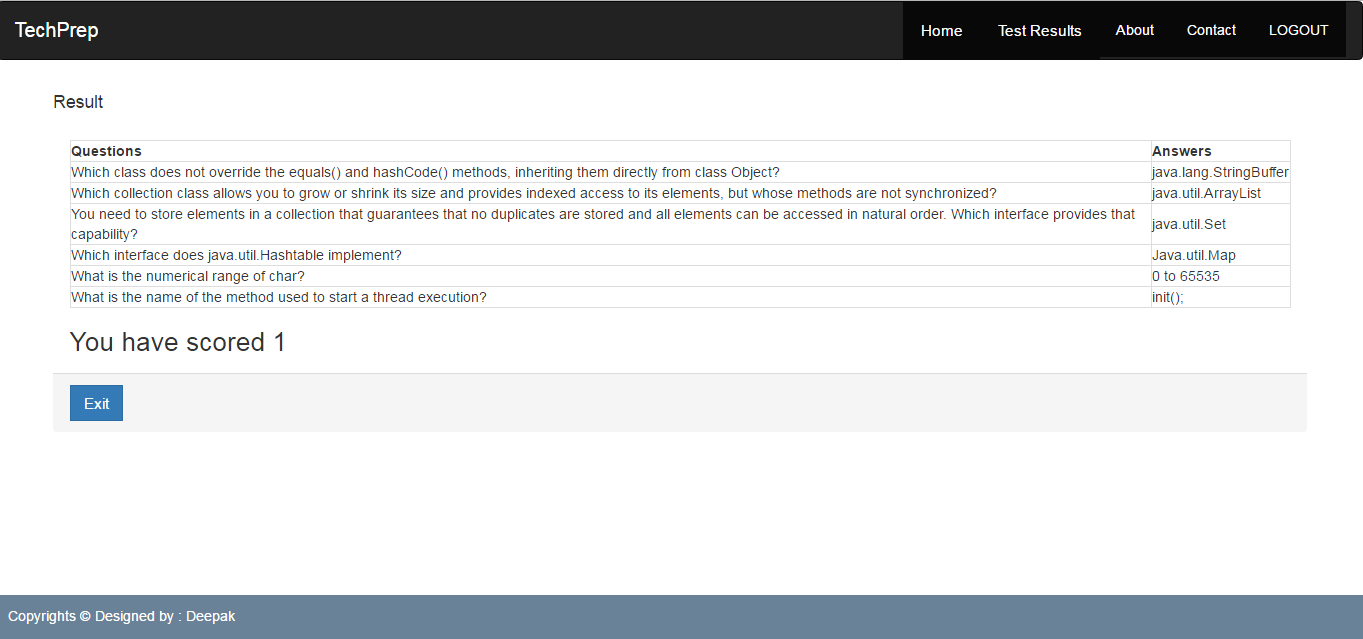 TechPrep Home Test Results About Contact LOGOUT
Result
Questions Answers
Which class does not override the equals() and hashCode() methods, inheriting them directly from class Object? java.lang.StringBuffer
Which collection class allows you to grow or shrink its size and provides indexed access to its elements, but whose methods are not synchronized? java.util.ArrayList
You need to store elements in a collection that guarantees that no duplicates are stored and all elements can be accessed in natural order. Which interface provides that
capability? java.util.Set
Which interface does java.util.Hashtable implement? Java.util.Map
What is the numerical range of char? 0 to 65535
What is the name of the method used to start a thread execution? init();
You have scored 1
Exit
Copyrights © Designed by : Deepak